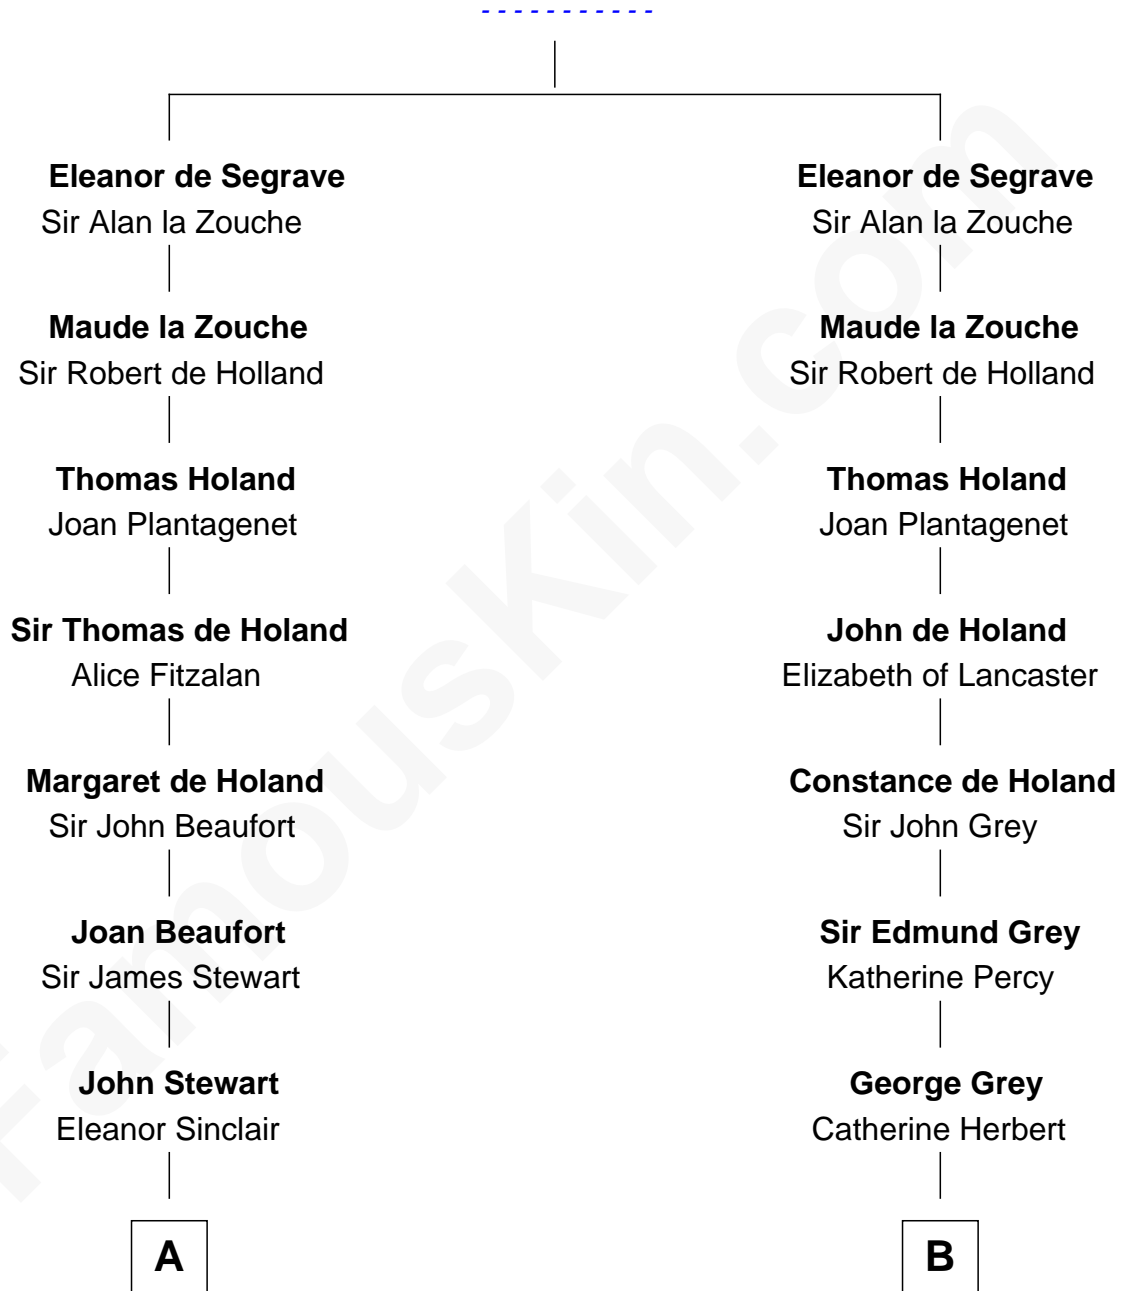 - - - - - - - - - - -
Eleanor de Segrave
Sir Alan la Zouche
Eleanor de Segrave
Sir Alan la Zouche
Maude la Zouche
Sir Robert de Holland
Maude la Zouche
Sir Robert de Holland
Thomas Holand
Joan Plantagenet
Thomas Holand
Joan Plantagenet
Sir Thomas de Holand
Alice Fitzalan
John de Holand
Elizabeth of Lancaster
Margaret de Holand
Sir John Beaufort
Constance de Holand
Sir John Grey
Joan Beaufort
Sir James Stewart
Sir Edmund Grey
Katherine Percy
John Stewart
Eleanor Sinclair
George Grey
Catherine Herbert
A
B
FamousKin.com